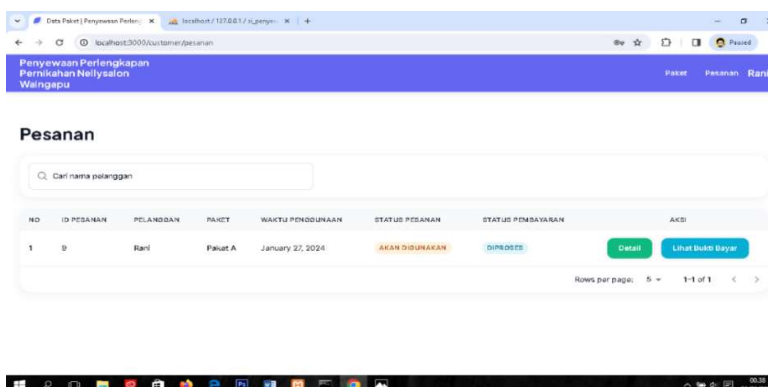 Data Paket | Penyewaan Perleng
localhost / 127.0.0.1 / si_penyew
localhost:3000/customer/pesanan
Paused
Penyewaan Perlengkapan
Pernikahan Nellysalon
Waingapu
Paket Pesanan Rani
Pesanan
Cari nama pelanggan
NO ID PESANAN PELANGGAN PAKET WAKTU PENGGUNAAN STATUS PESANAN STATUS PEMBAYARAN AKSI
1 9 Rani Paket A January 27, 2024 AKAN DIGUNAKAN DIPROSES Detail Lihat Bukti Bayar
Rows per page: 5 1-1 of 1